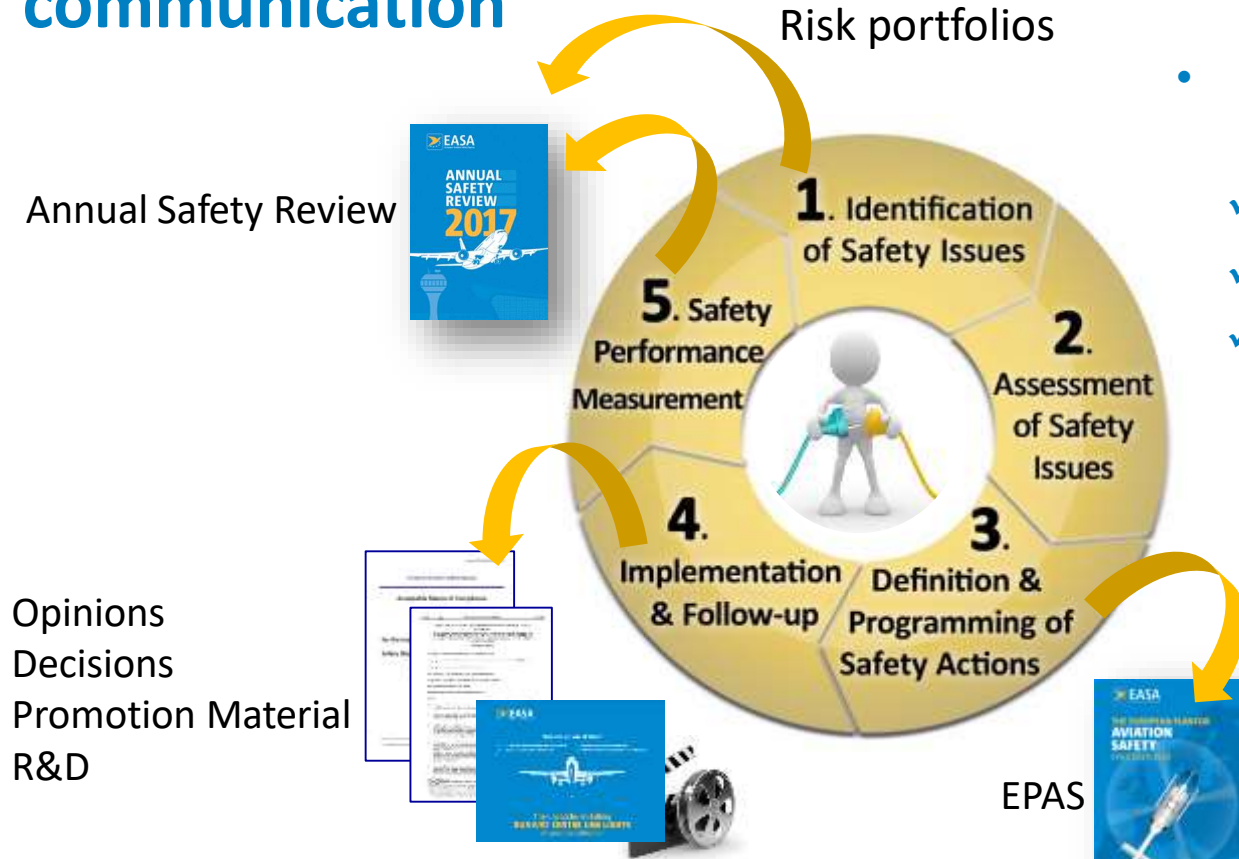 communication
Risk portfolios
EASA
ANNUAL
SAFETY
REVIEW
2017
Annual Safety Review
1. Identification
of Safety Issues
2.
Assessment
of Safety
Issues
3.
Definition &
Programming of
Safety Actions
4.
Implementation
& Follow-up
5. Safety
Performance
Measurement
Opinions
Decisions
Promotion Material
R&D
EASA
EPAS
EASA
AVIATION
SAFETY